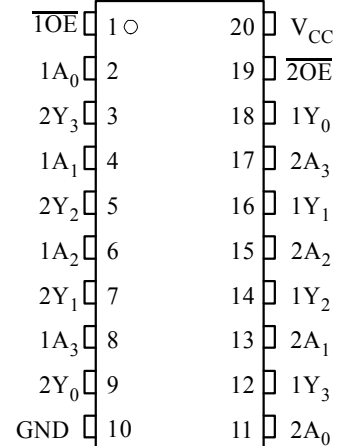 1OE 1 20 VCC
1A0 2 19 2OE
2Y3 3 18 1Y0
1A1 4 17 2A3
2Y2 5 16 1Y1
1A2 6 15 2A2
2Y1 7 14 1Y2
1A3 8 13 2A1
2Y0 9 12 1Y3
GND 10 11 2A0